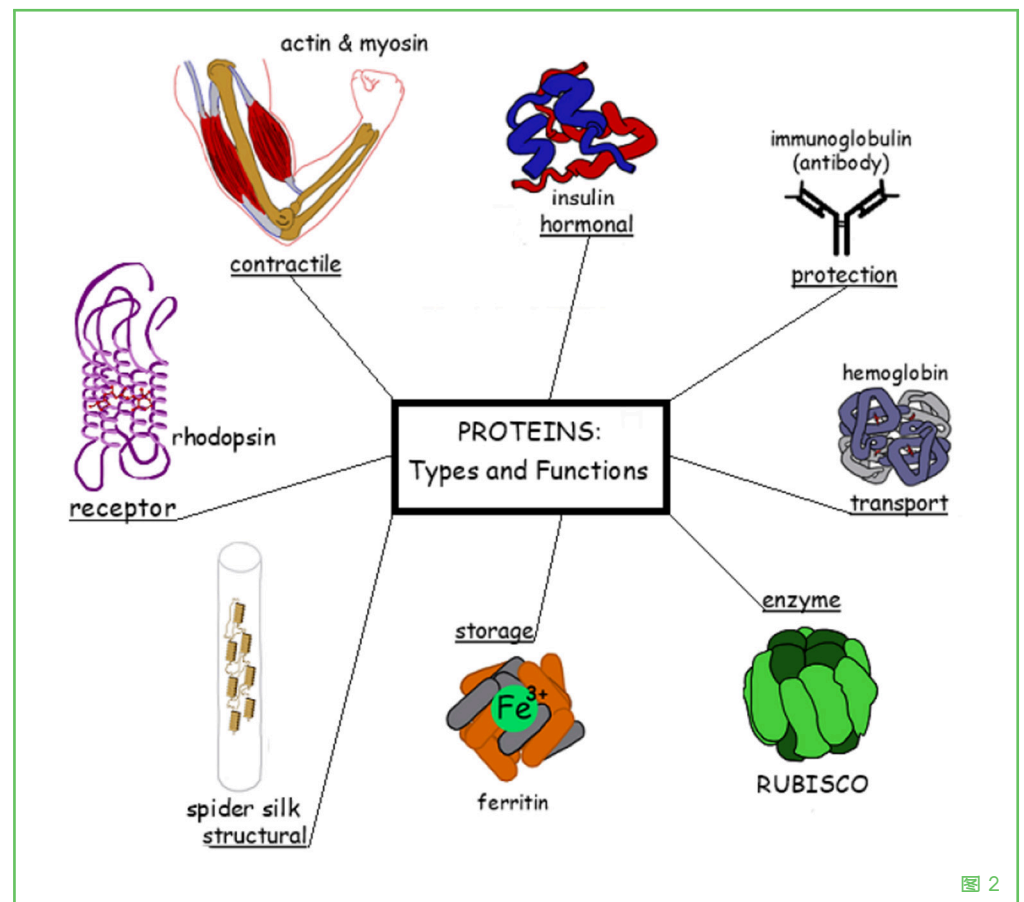 actin & myosin
contractile
insulin
hormonal
immunoglobulin
(antibody)
protection
rhodopsin
receptor
PROTEINS:
Types and Functions
hemoglobin
transport
spider silk
structural
storage
Fe3+
ferritin
enzyme
RUBISCO
图 2